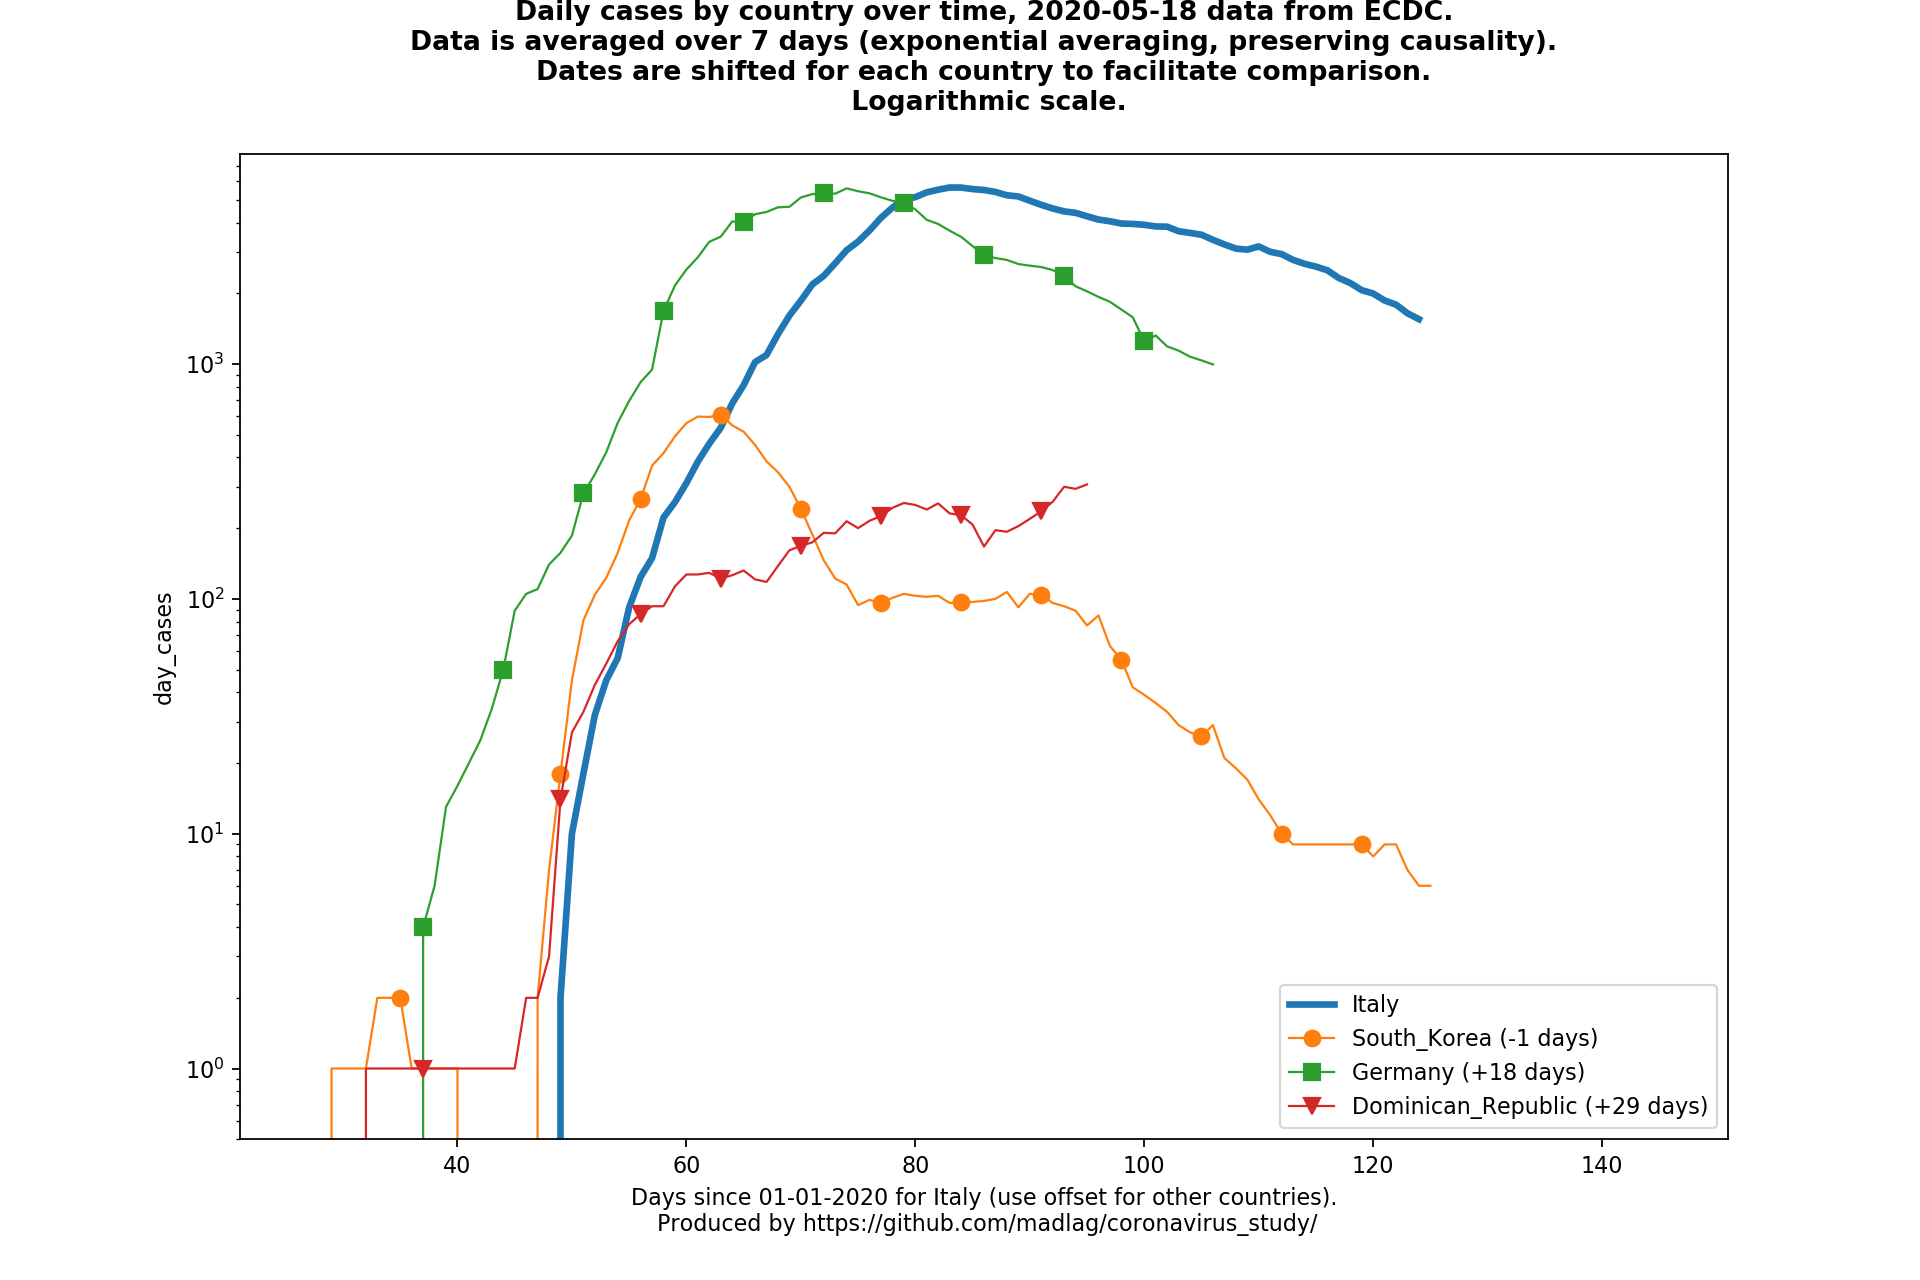 Daily cases by country over time, 2020-05-18 data from ECDC.
Data is averaged over 7 days (exponential averaging, preserving causality).
Dates are shifted for each country to facilitate comparison.
Logarithmic scale.
day_cases
10³
10²
10¹
10⁰
40 60 80 100 120 140
Italy
South_Korea (-1 days)
Germany (+18 days)
Dominican_Republic (+29 days)
Days since 01-01-2020 for Italy (use offset for other countries).
Produced by https://github.com/madlag/coronavirus_study/